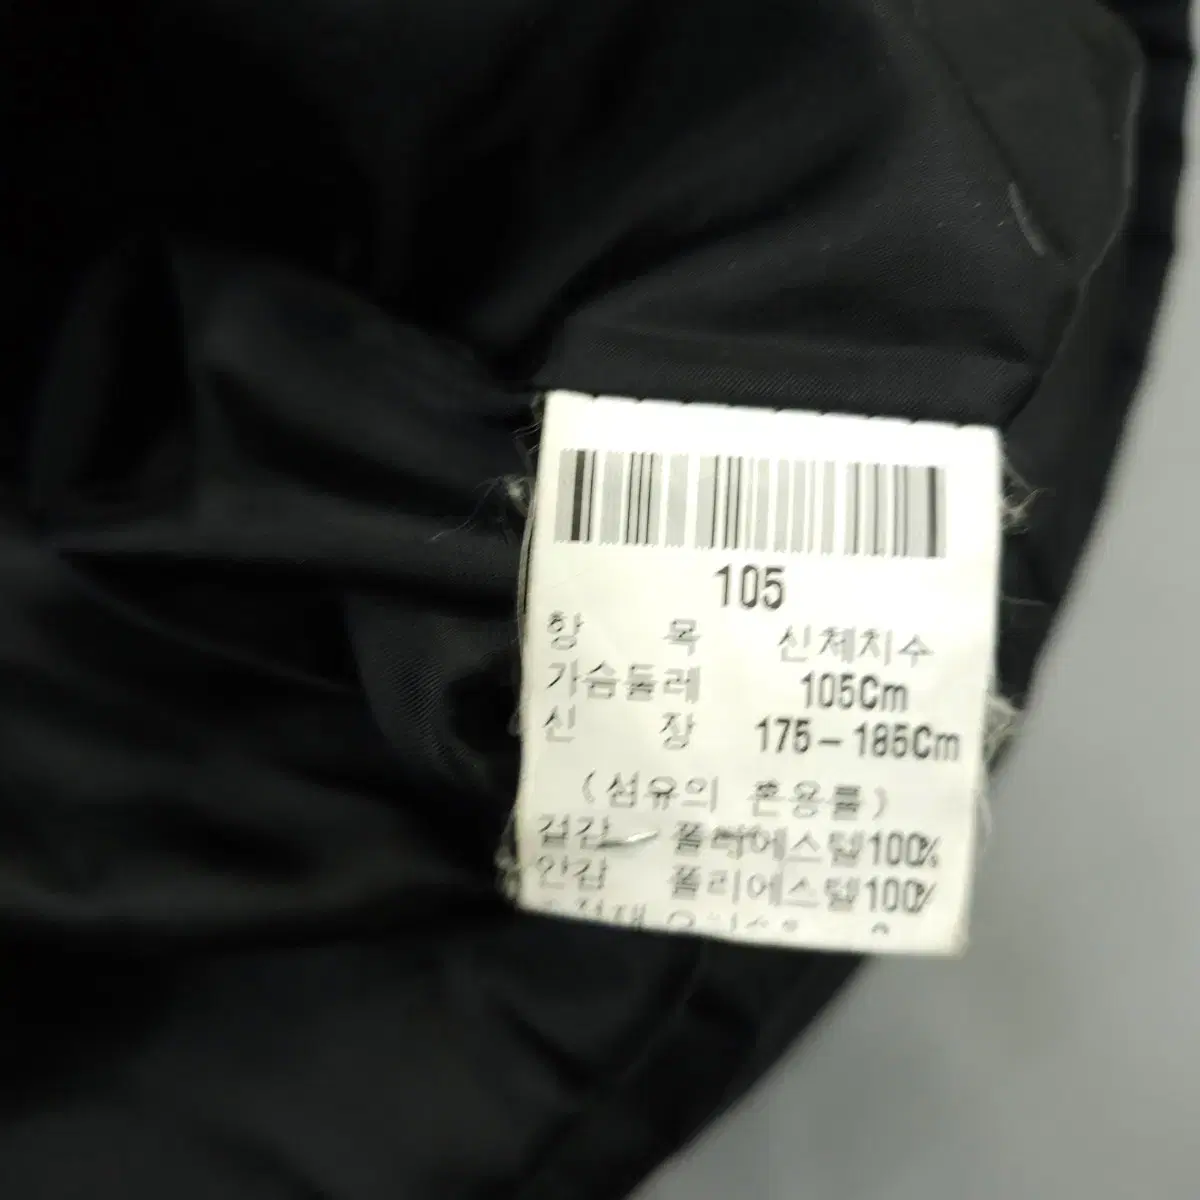 105
항 목 신체치수
가슴둘레 105Cm
신 장 175-185Cm
(섬유의 혼용률)
겉감 폴리에스텔100%
안감 폴리에스텔100%